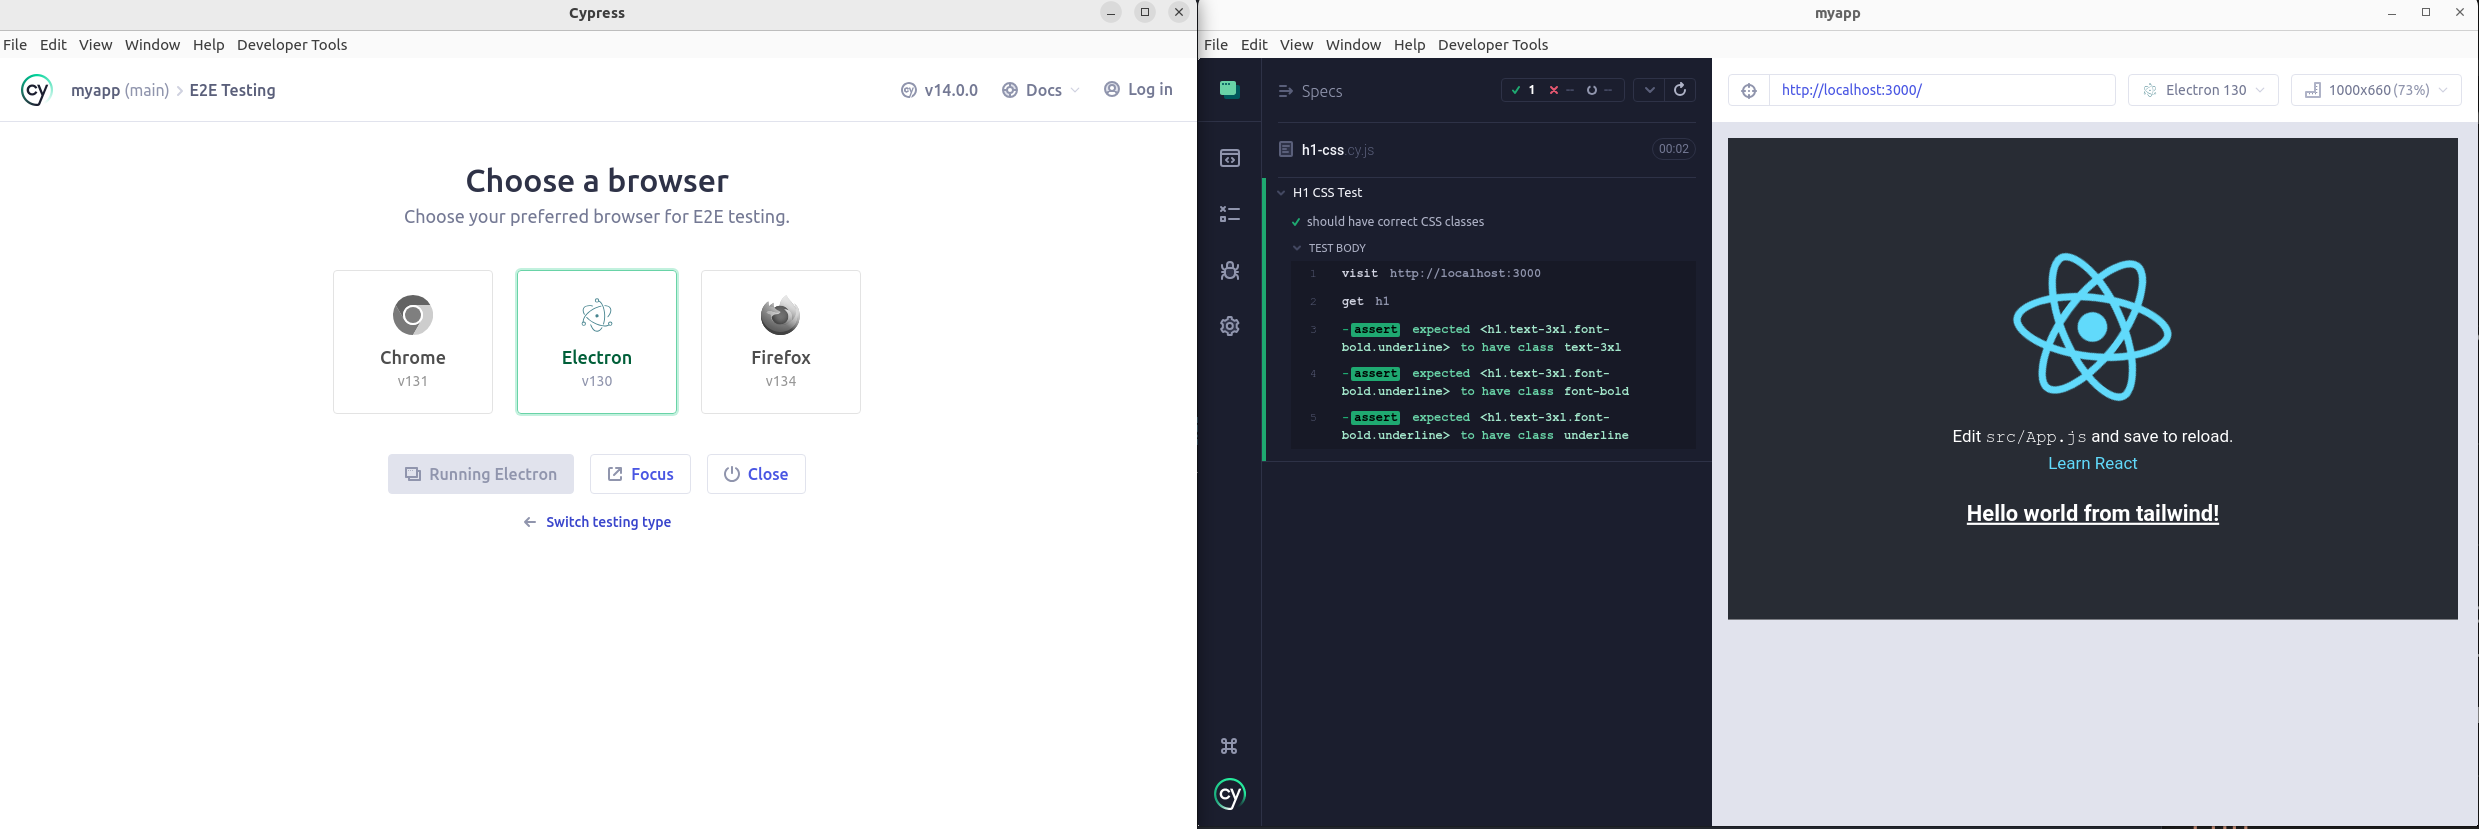 Cypress
File Edit View Window Help Developer Tools
cy myapp (main) > E2E Testing
v14.0.0 Docs Log in
Choose a browser
Choose your preferred browser for E2E testing.
Chrome
v131
Electron
v130
Firefox
v134
Running Electron
Focus
Close
Switch testing type
myapp
File Edit View Window Help Developer Tools
Specs
1 -- --
h1-css.cy.js
00:02
H1 CSS Test
should have correct CSS classes
TEST BODY
1 visit http://localhost:3000
2 get h1
3 -assert expected <h1.text-3xl.font-
bold.underline> to have class text-3xl
4 -assert expected <h1.text-3xl.font-
bold.underline> to have class font-bold
5 -assert expected <h1.text-3xl.font-
bold.underline> to have class underline
cy
http://localhost:3000/
Electron 130
1000x660 (73%)
Edit src/App.js and save to reload.
Learn React
Hello world from tailwind!